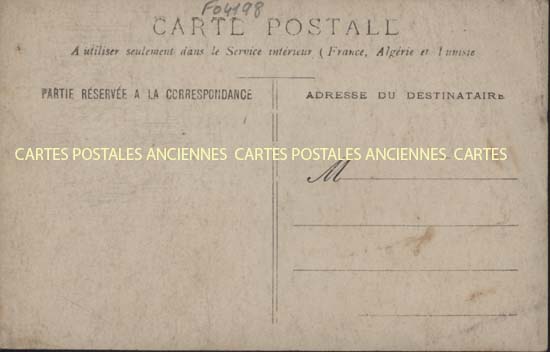 F04198
CARTE POSTALE
A utiliser seulement dans le Service intérieur (France, Algérie et Tunisie
PARTIE RÉSERVÉE A LA CORRESPONDANCE
ADRESSE DU DESTINATAIRE
CARTES POSTALES ANCIENNES CARTES POSTALES ANCIENNES CARTES
M